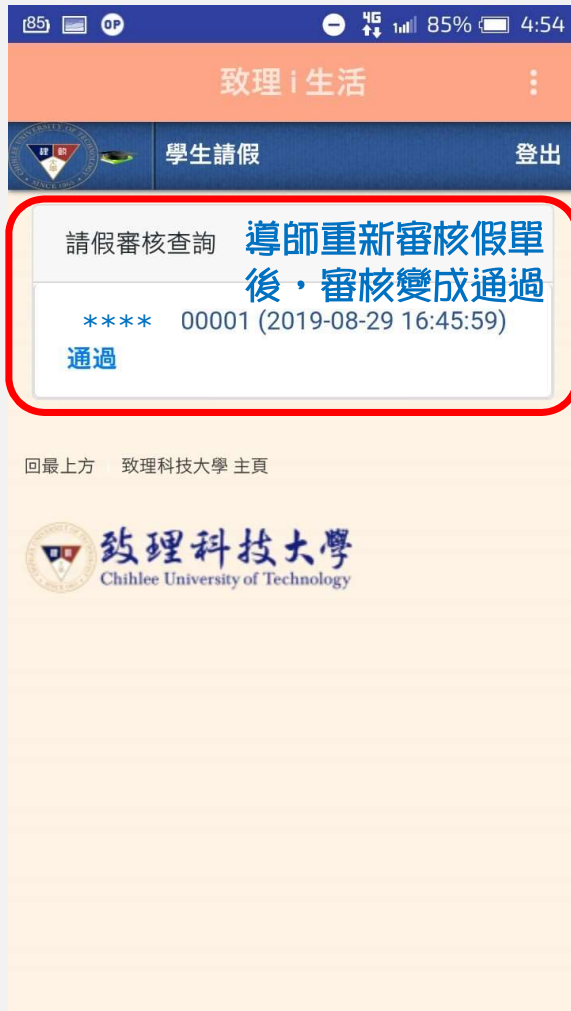 85 OP 4G 85% 4:54
致理 i 生活
學生請假 登出
請假審核查詢
導師重新審核假單
後，審核變成通過
**** 00001 (2019-08-29 16:45:59)
通過
回最上方 致理科技大學 主頁
致理科技大學
Chihlee University of Technology